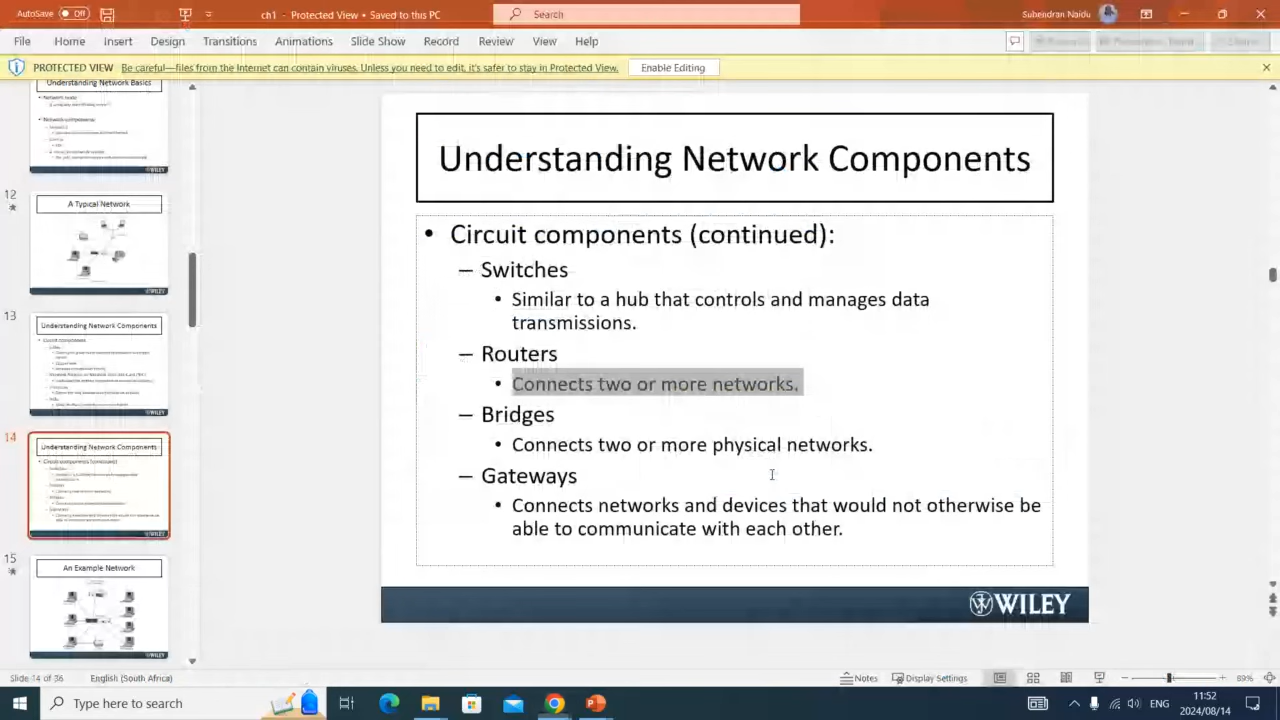 AutoSave Off
ch1 - Protected View • Saved to this PC
Search
Subendran Naidu
File Home Insert Design Transitions Animations Slide Show Record Review View Help
PROTECTED VIEW Be careful—files from the Internet can contain viruses. Unless you need to edit, it's safer to stay in Protected View. Enable Editing
Understanding Network Basics
12
A Typical Network
WILEY
13
Understanding Network Components
WILEY
14
Understanding Network Components
WILEY
15
An Example Network
WILEY
Understanding Network Components
• Circuit components (continued):
– Switches
• Similar to a hub that controls and manages data
transmissions.
– Routers
• Connects two or more networks.
– Bridges
• Connects two or more physical networks.
– Gateways
• Connects networks and devices that would not otherwise be
able to communicate with each other.
WILEY
Slide 14 of 36 English (South Africa) Notes Display Settings 89%
Type here to search
ENG
11:52
2024/08/14